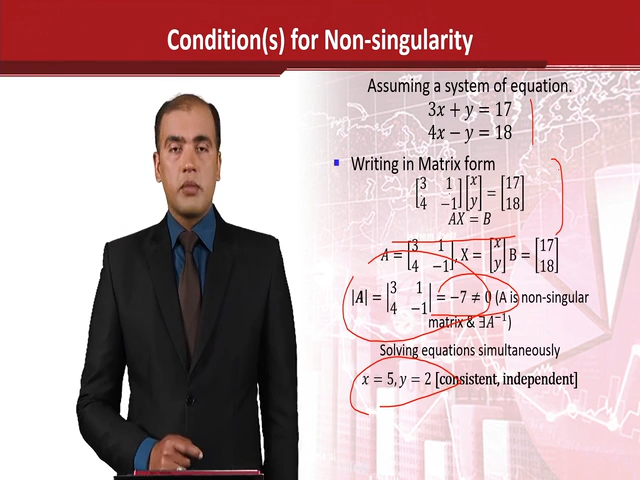 Condition(s) for Non-singularity
Assuming a system of equation.
3x + y = 17
4x − y = 18
▪ Writing in Matrix form
[3 1; 4 −1] [x; y] = [17; 18]
AX = B
A = [3 1; 4 −1], X = [x; y] B = [17; 18]
|A| = |3 1; 4 −1| = −7 ≠ 0 (A is non-singular
matrix & ∃A⁻¹)
Solving equations simultaneously
x = 5, y = 2 [consistent, independent]